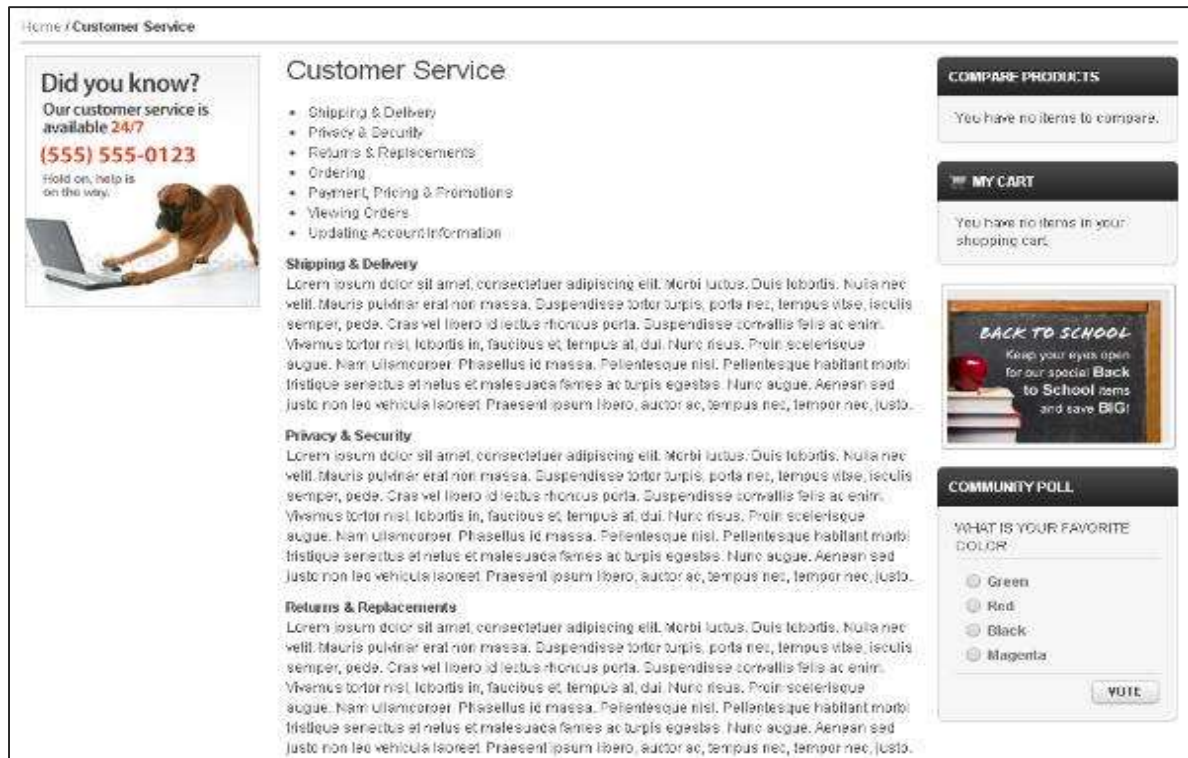 Home / Customer Service
Did you know?
Our customer service is
available 24/7
(555) 555-0123
Hold on, help is
on the way.
Customer Service
• Shipping & Delivery
• Privacy & Security
• Returns & Replacements
• Ordering
• Payment, Pricing & Promotions
• Viewing Orders
• Updating Account Information
Shipping & Delivery
Lorem ipsum dolor sit amet, consectetuer adipiscing elit. Morbi luctus. Duis lobortis. Nulla nec
velit. Mauris pulvinar erat non massa. Suspendisse tortor turpis, porta nec, tempus vitae, iaculis
semper, pede. Cras vel libero id lectus rhoncus porta. Suspendisse convallis felis ac enim.
Vivamus tortor nisl, lobortis in, faucibus et, tempus at, dui. Nunc risus. Proin scelerisque
augue. Nam ullamcorper. Phasellus id massa. Pellentesque nisl. Pellentesque habitant morbi
tristique senectus et netus et malesuada fames ac turpis egestas. Nunc augue. Aenean sed
justo non leo vehicula laoreet. Praesent ipsum libero, auctor ac, tempus nec, tempor nec, justo.
Privacy & Security
Lorem ipsum dolor sit amet, consectetuer adipiscing elit. Morbi luctus. Duis lobortis. Nulla nec
velit. Mauris pulvinar erat non massa. Suspendisse tortor turpis, porta nec, tempus vitae, iaculis
semper, pede. Cras vel libero id lectus rhoncus porta. Suspendisse convallis felis ac enim.
Vivamus tortor nisl, lobortis in, faucibus et, tempus at, dui. Nunc risus. Proin scelerisque
augue. Nam ullamcorper. Phasellus id massa. Pellentesque nisl. Pellentesque habitant morbi
tristique senectus et netus et malesuada fames ac turpis egestas. Nunc augue. Aenean sed
justo non leo vehicula laoreet. Praesent ipsum libero, auctor ac, tempus nec, tempor nec, justo.
Returns & Replacements
Lorem ipsum dolor sit amet, consectetuer adipiscing elit. Morbi luctus. Duis lobortis. Nulla nec
velit. Mauris pulvinar erat non massa. Suspendisse tortor turpis, porta nec, tempus vitae, iaculis
semper, pede. Cras vel libero id lectus rhoncus porta. Suspendisse convallis felis ac enim.
Vivamus tortor nisl, lobortis in, faucibus et, tempus at, dui. Nunc risus. Proin scelerisque
augue. Nam ullamcorper. Phasellus id massa. Pellentesque nisl. Pellentesque habitant morbi
tristique senectus et netus et malesuada fames ac turpis egestas. Nunc augue. Aenean sed
justo non leo vehicula laoreet. Praesent ipsum libero, auctor ac, tempus nec, tempor nec, justo.
COMPARE PRODUCTS
You have no items to compare.
MY CART
You have no items in your
shopping cart.
BACK TO SCHOOL
Keep your eyes open
for our special Back
to School items
and save BIG!
COMMUNITY POLL
WHAT IS YOUR FAVORITE
COLOR
Green
Red
Black
Magenta
VOTE